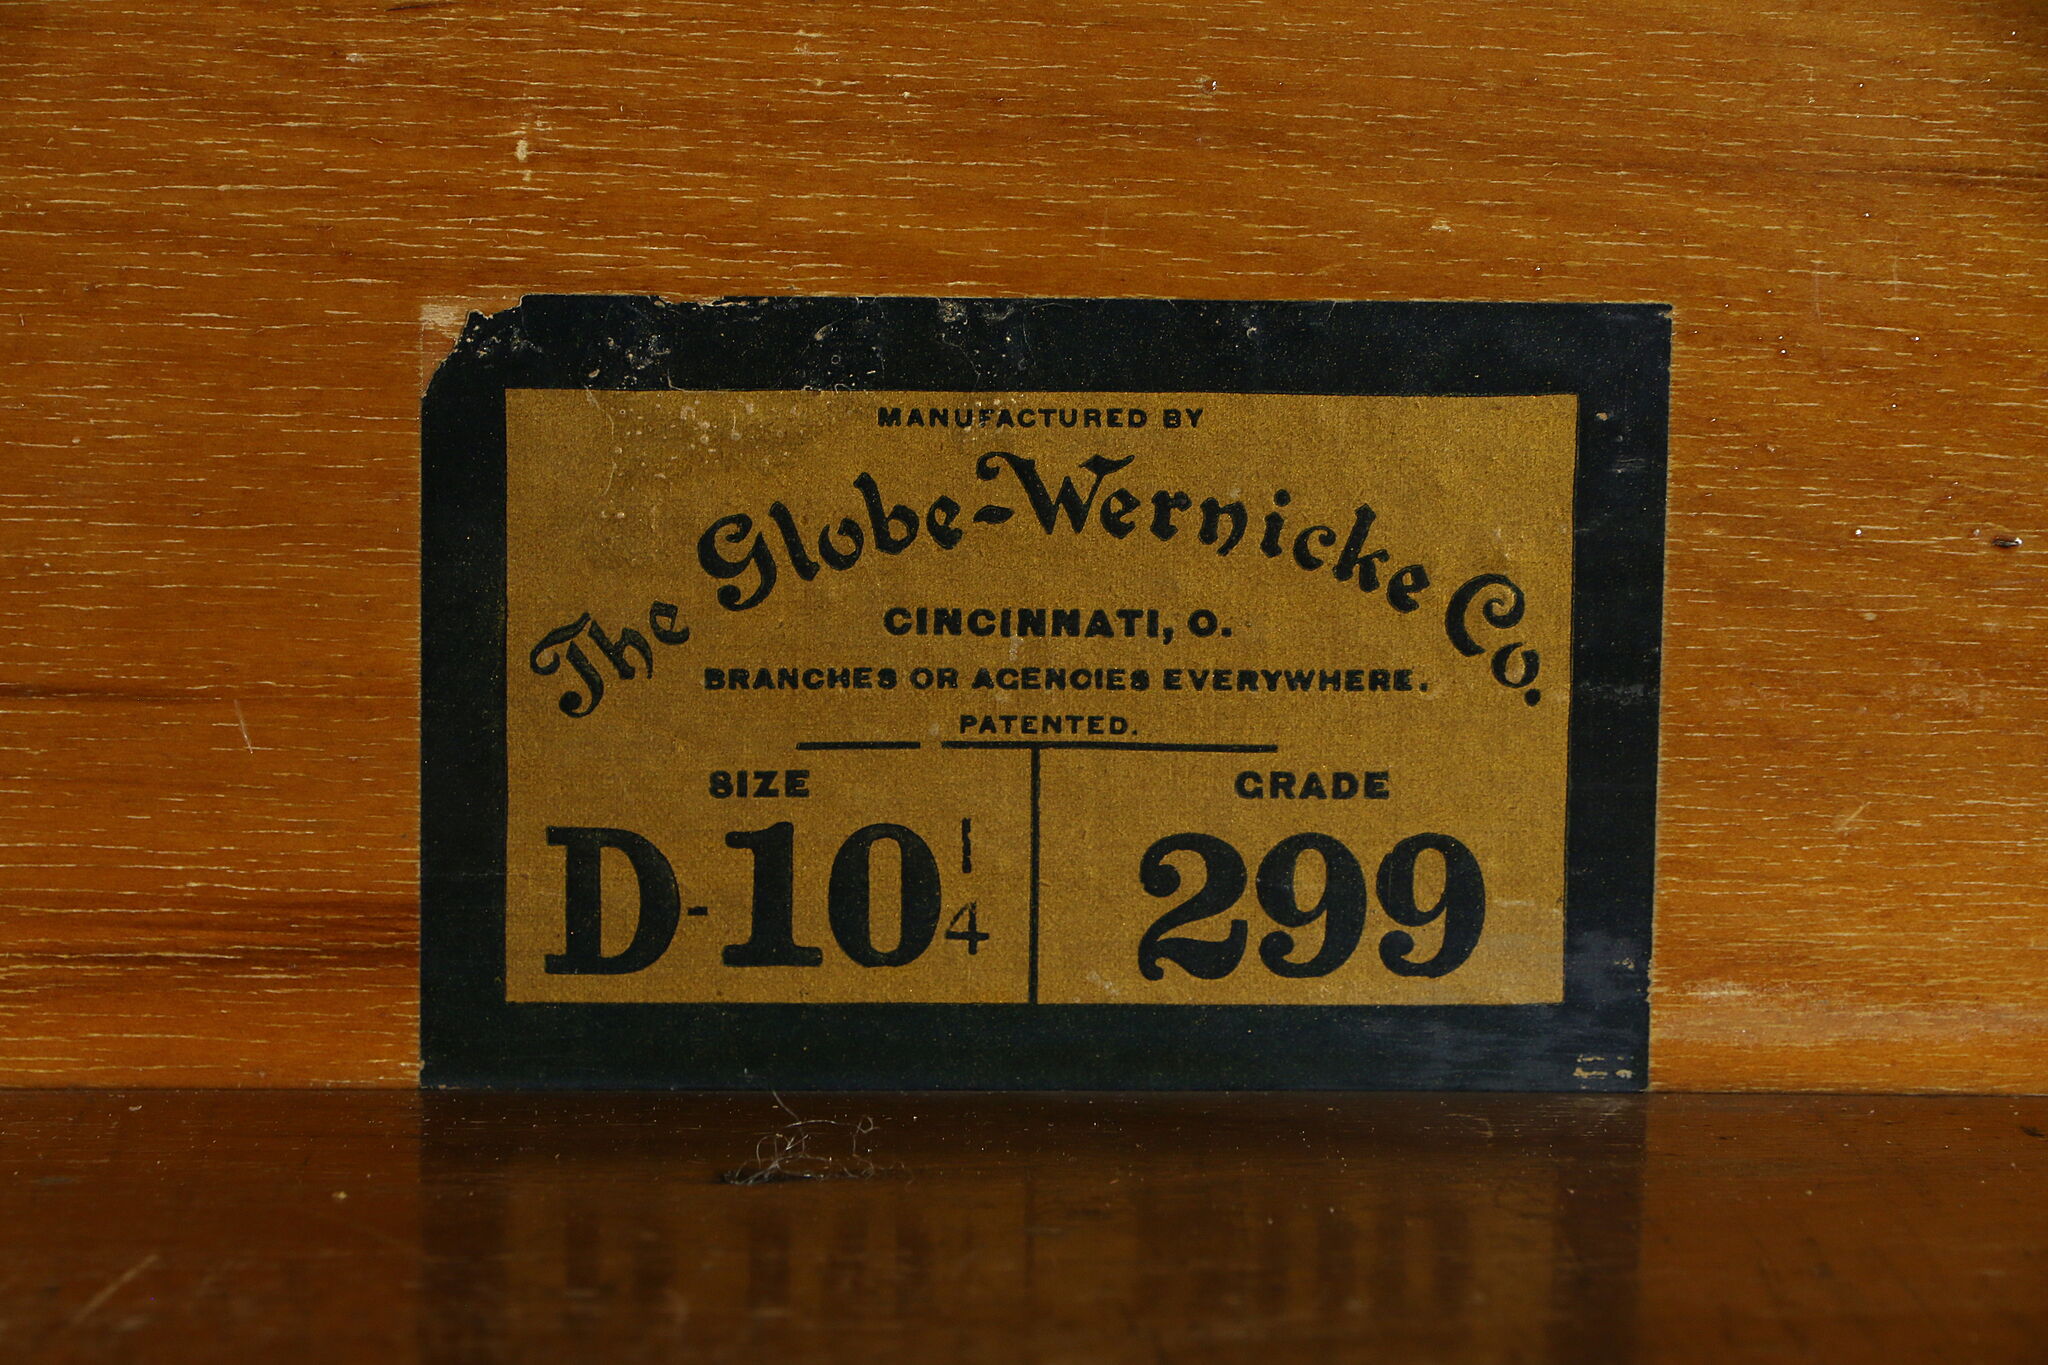 MANUFACTURED BY
The Globe-Wernicke Co.
CINCINNATI, O.
BRANCHES OR AGENCIES EVERYWHERE.
PATENTED.
SIZE GRADE
D-10 1/4 299